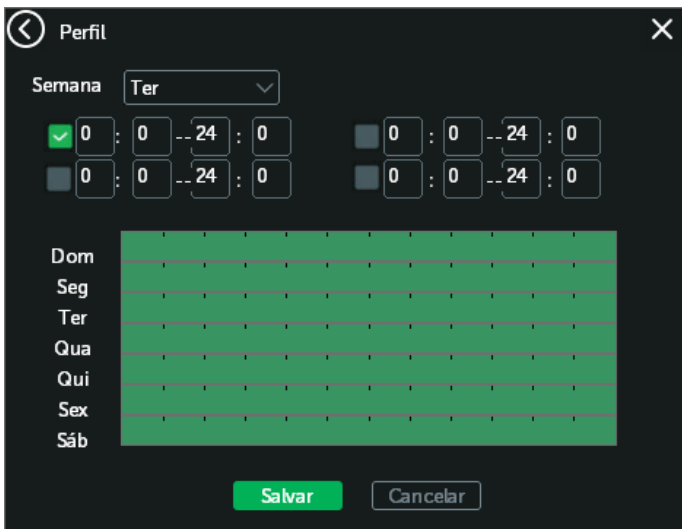 Perfil
Semana Ter
0 : 0 -- 24 : 0 0 : 0 -- 24 : 0
0 : 0 -- 24 : 0 0 : 0 -- 24 : 0
Dom
Seg
Ter
Qua
Qui
Sex
Sáb
Salvar Cancelar